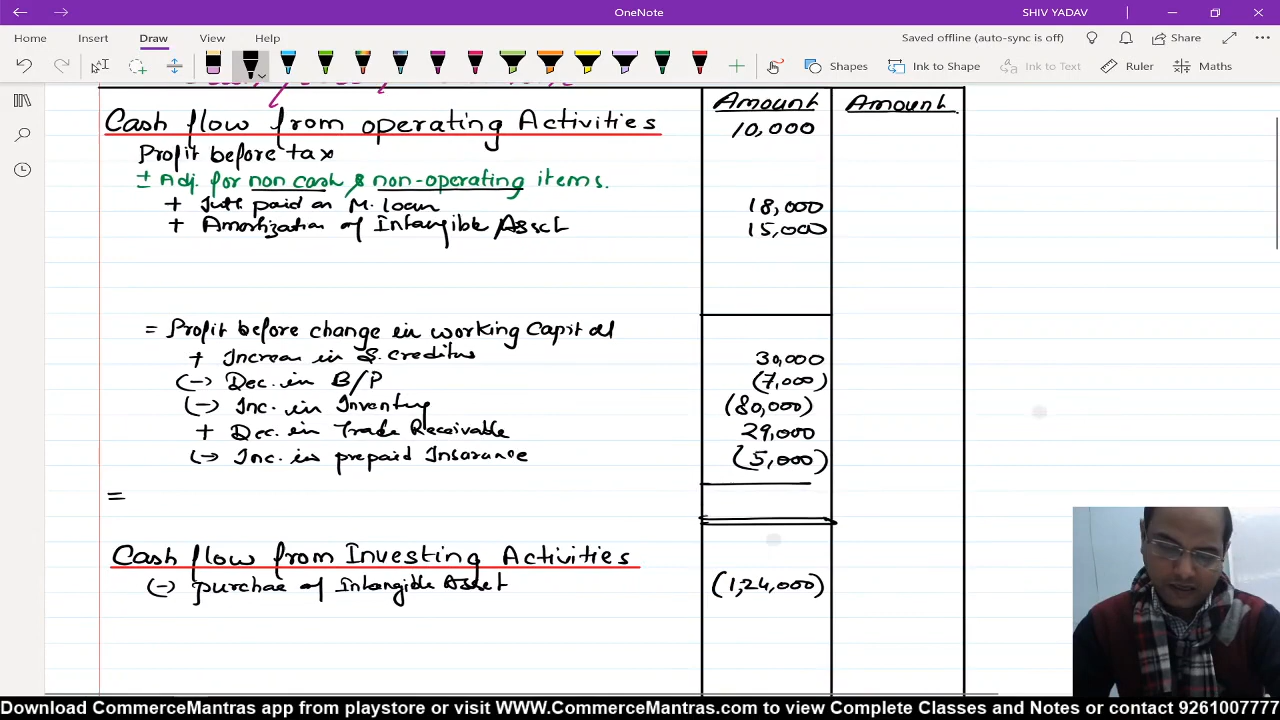 OneNote
SHIV YADAV
Home Insert Draw View Help
Saved offline (auto-sync is off)
Share
Shapes
Ink to Shape
Ink to Text
Ruler
Maths
Amount Amount
Cash flow from operating Activities 10,000
Profit before tax
± Adj. for non cash & non-operating items.
+ Intt paid on M. loan 18,000
+ Amortization of Intangible Asset 15,000
= Profit before change in working Capital
+ Increase in S. creditors 30,000
(-) Dec. in B/P (7,000)
(-) Inc. in Inventory (80,000)
+ Dec. in Trade Receivable 29,000
(-) Inc. in prepaid Insurance (5,000)
=
Cash flow from Investing Activities
(-) purchae of Intangible Asset (1,24,000)
Download CommerceMantras app from playstore or visit WWW.CommerceMantras.com to view Complete Classes and Notes or contact 9261007777